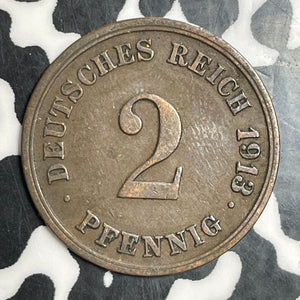 DEUTSCHES REICH 1913 ·
2
· PFENNIG